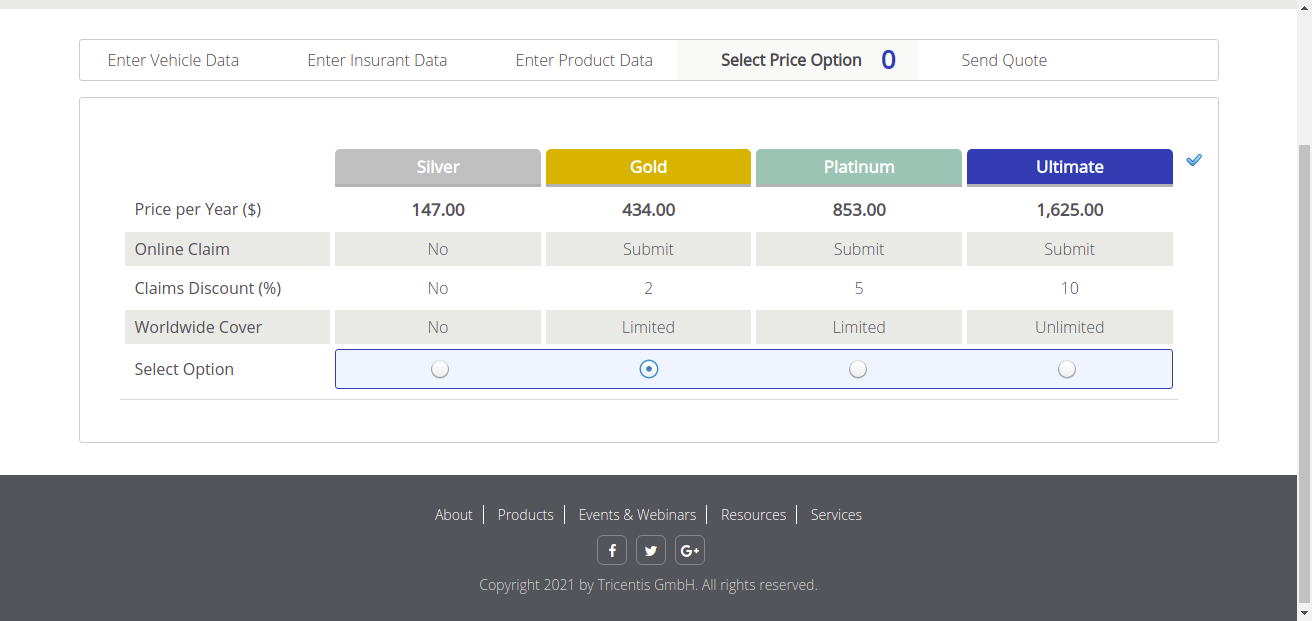 Enter Vehicle Data Enter Insurant Data Enter Product Data Select Price Option 0 Send Quote
Silver Gold Platinum Ultimate
Price per Year ($) 147.00 434.00 853.00 1,625.00
Online Claim No Submit Submit Submit
Claims Discount (%) No 2 5 10
Worldwide Cover No Limited Limited Unlimited
Select Option
About Products Events & Webinars Resources Services
f G+
Copyright 2021 by Tricentis GmbH. All rights reserved.